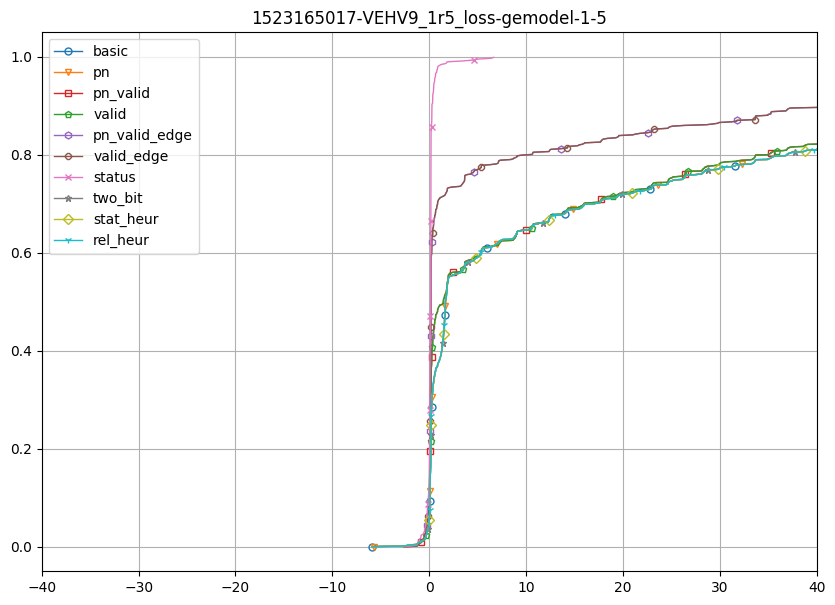 1523165017-VEHV9_1r5_loss-gemodel-1-5
1.0
0.8
0.6
0.4
0.2
0.0
basic
pn
pn_valid
valid
pn_valid_edge
valid_edge
status
two_bit
stat_heur
rel_heur
−40 −30 −20 −10 0 10 20 30 40